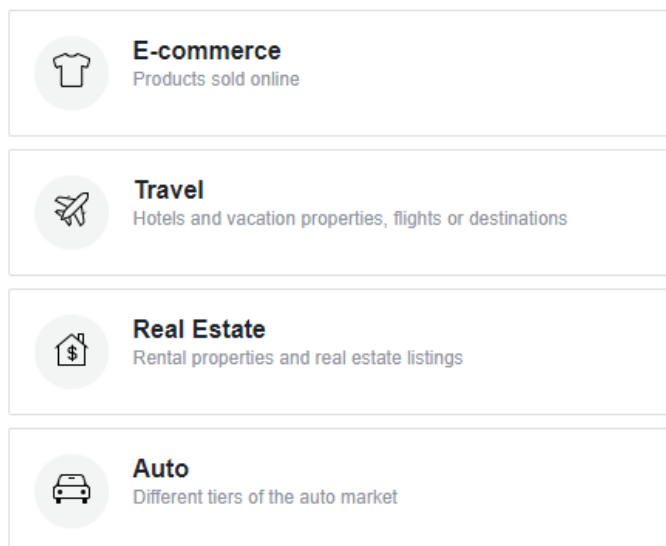 E-commerce
Products sold online
Travel
Hotels and vacation properties, flights or destinations
$
Real Estate
Rental properties and real estate listings
Auto
Different tiers of the auto market